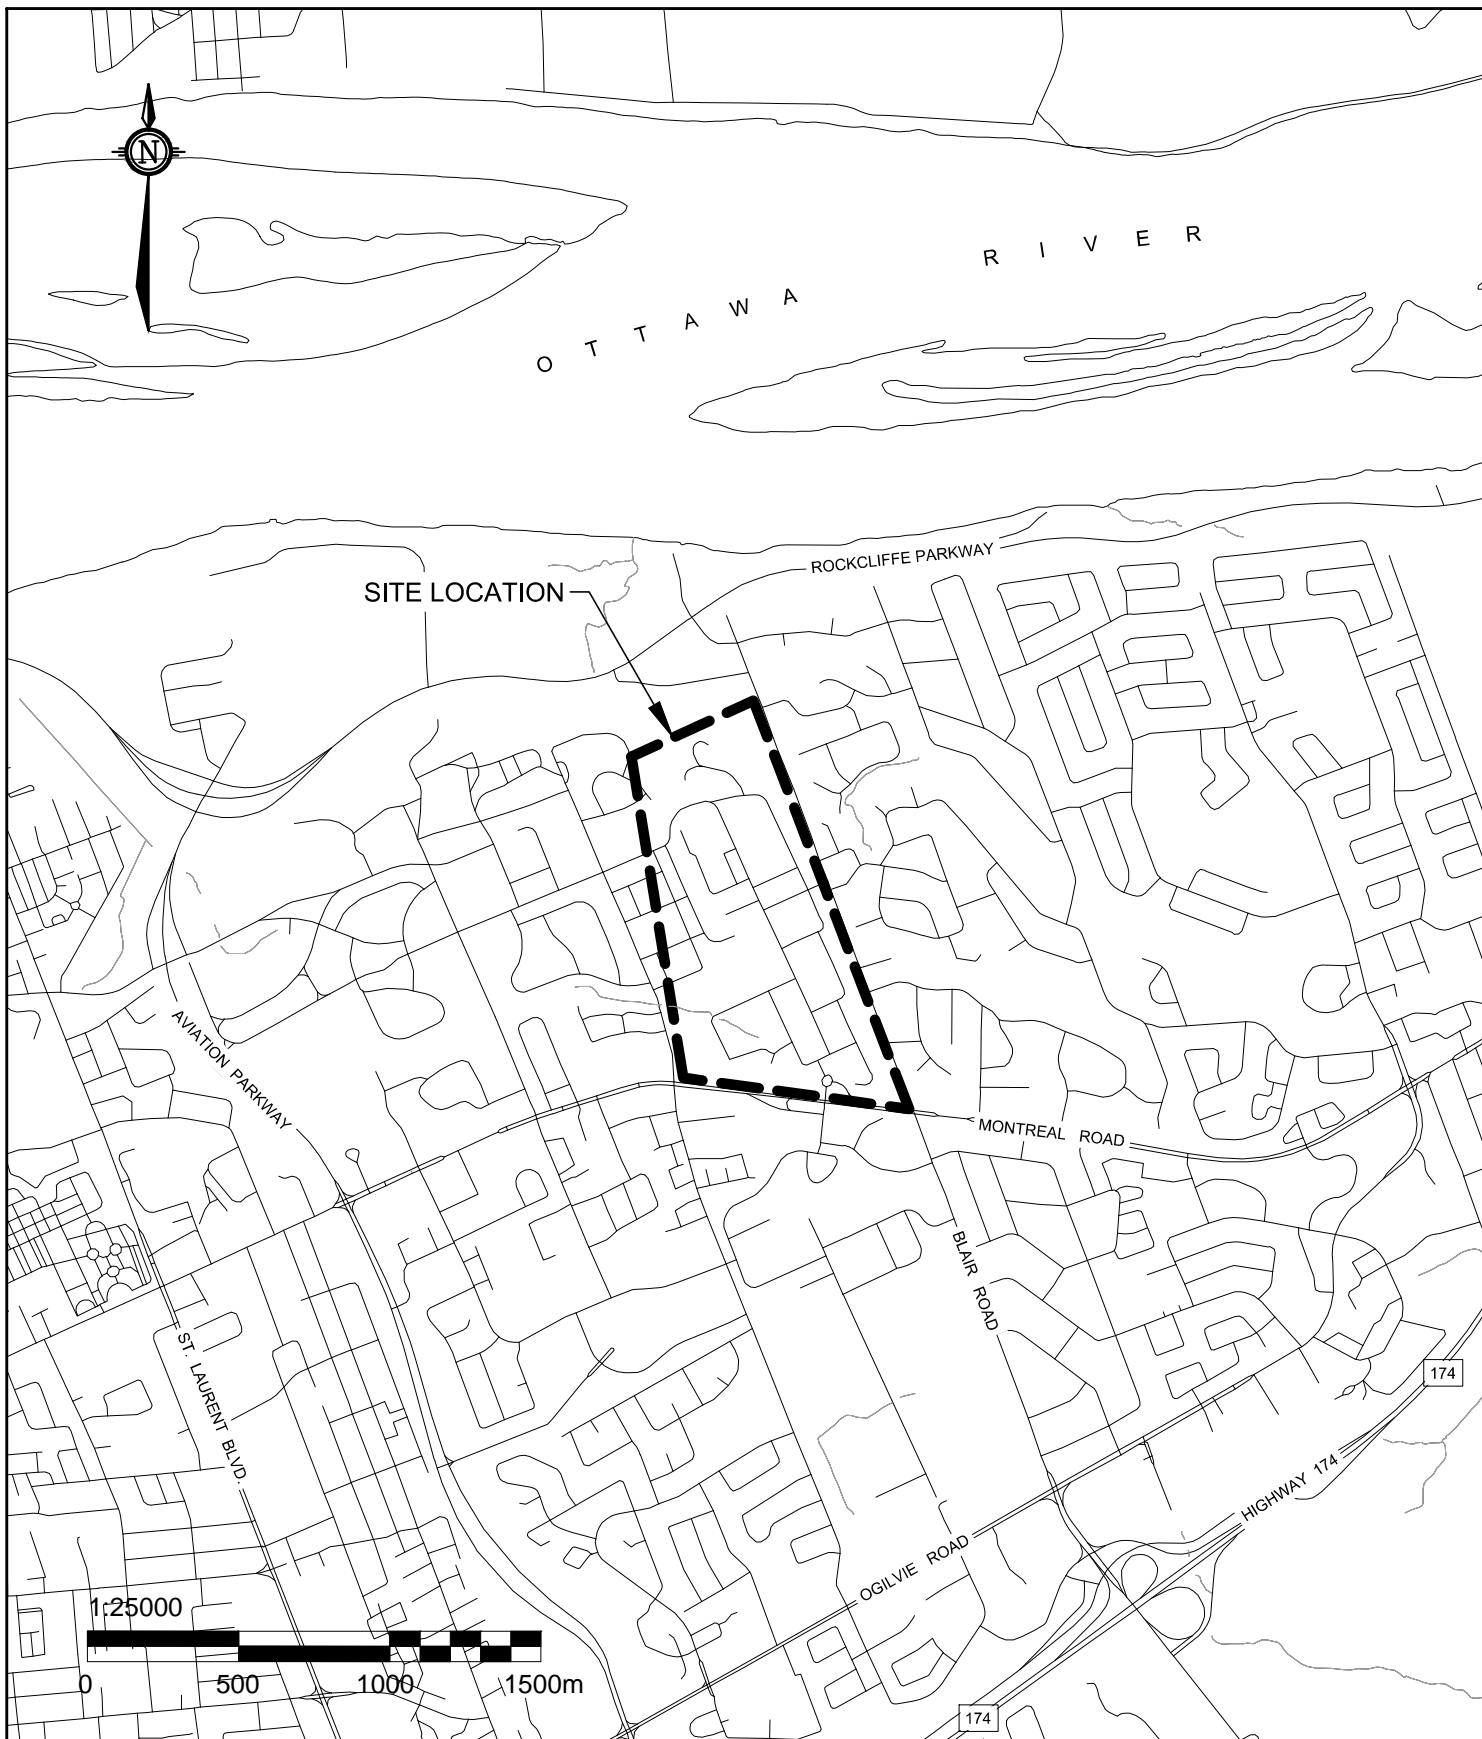 N
OTTAWA RIVER
ROCKCLIFFE PARKWAY
SITE LOCATION
AVIATION PARKWAY
MONTREAL ROAD
BLAIR ROAD
ST. LAURENT BLVD.
174
HIGHWAY 174
OGILVIE ROAD
1:25000
0 500 1000 1500m
174